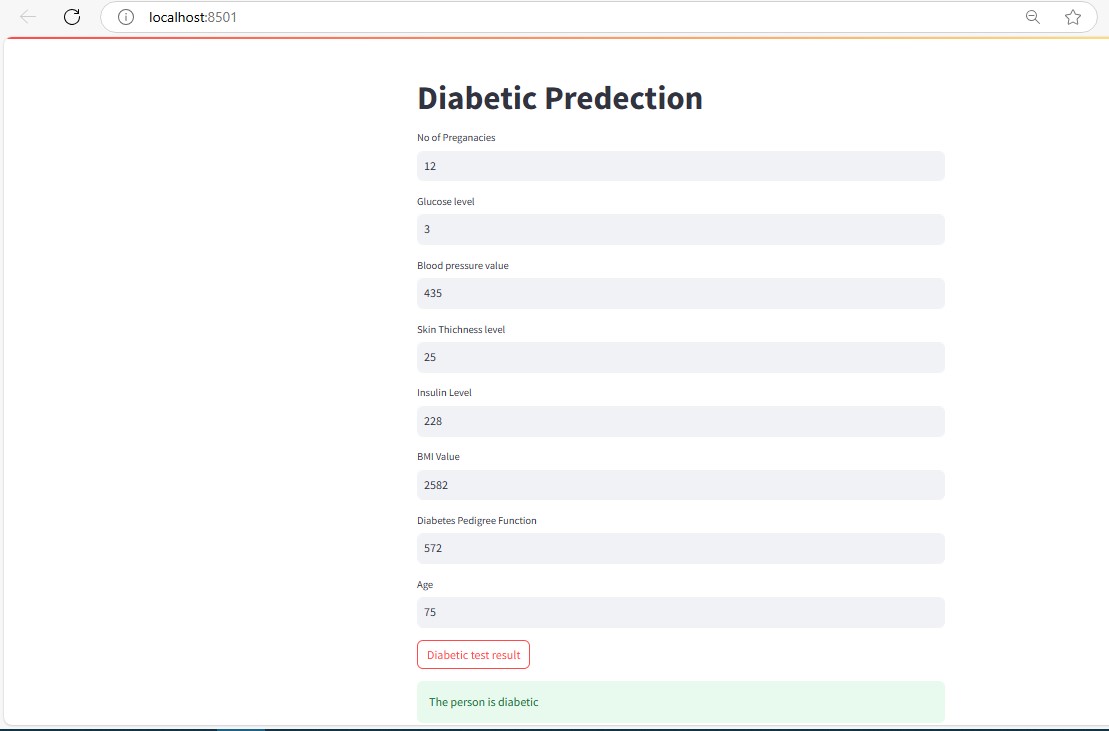 localhost:8501
Diabetic Predection
No of Preganacies
12
Glucose level
3
Blood pressure value
435
Skin Thichness level
25
Insulin Level
228
BMI Value
2582
Diabetes Pedigree Function
572
Age
75
Diabetic test result
The person is diabetic